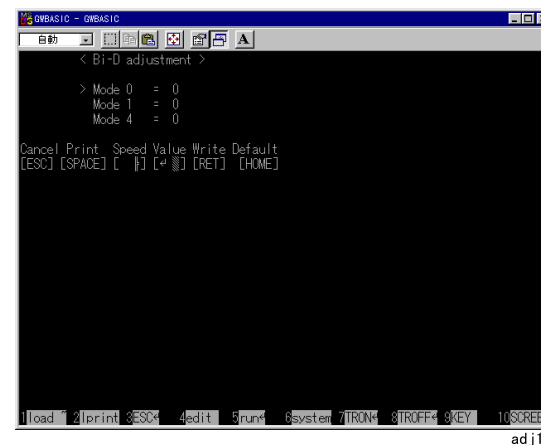 GWBASIC - GWBASIC
自動
A
< Bi-D adjustment >
> Mode 0 = 0
Mode 1 = 0
Mode 4 = 0
Cancel Print Speed Value Write Default
[ESC] [SPACE] [ ├] [↵ ▒] [RET] [HOME]
1load ~ 2lprint 3ESC↵ 4edit 5run↵ 6system 7TRON↵ 8TROFF↵ 9KEY 10SCREE
adj1